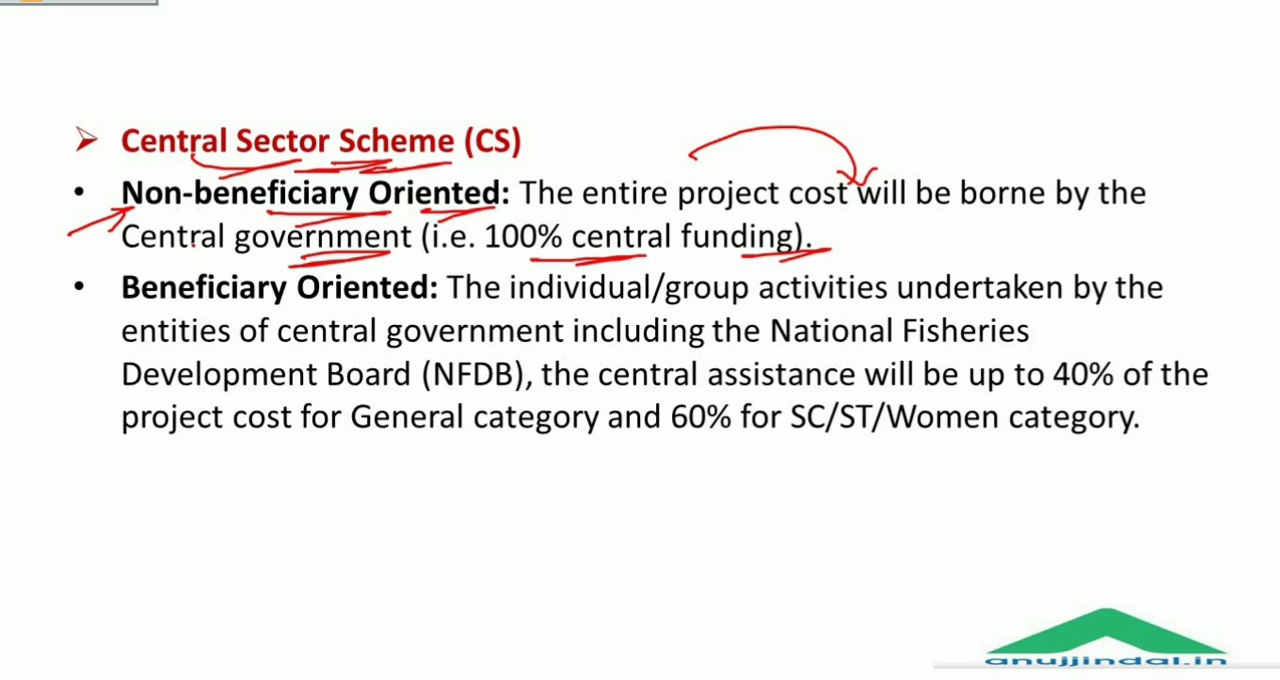 Central Sector Scheme (CS)
• Non-beneficiary Oriented: The entire project cost will be borne by the
Central government (i.e. 100% central funding).
• Beneficiary Oriented: The individual/group activities undertaken by the
entities of central government including the National Fisheries
Development Board (NFDB), the central assistance will be up to 40% of the
project cost for General category and 60% for SC/ST/Women category.
anujjindal.in